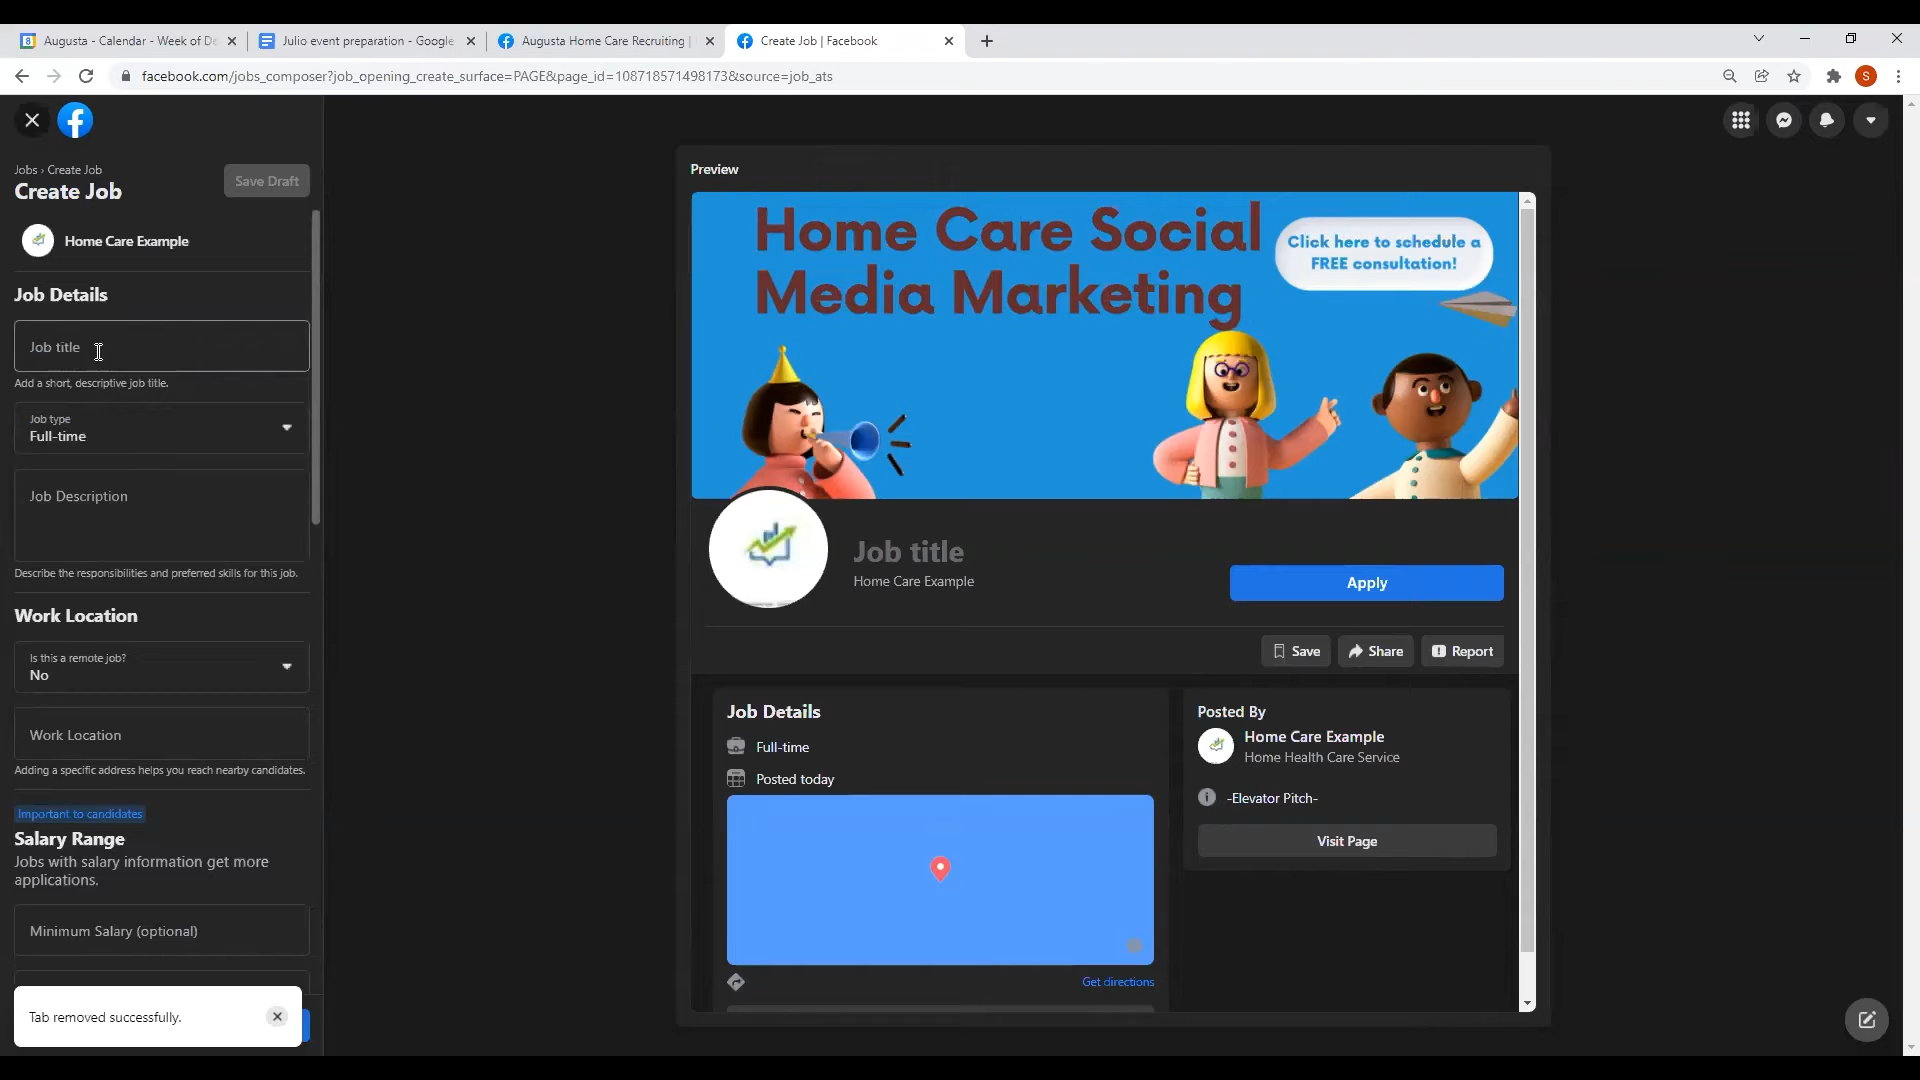 Augusta - Calendar - Week of De
Julio event preparation - Google
Augusta Home Care Recruiting |
Create Job | Facebook
facebook.com/jobs_composer?job_opening_create_surface=PAGE&page_id=108718571498173&source=job_ats
S
Jobs › Create Job
Create Job
Save Draft
Home Care Example
Job Details
Job title
Add a short, descriptive job title.
Job type
Full-time
Job Description
Describe the responsibilities and preferred skills for this job.
Work Location
Is this a remote job?
No
Work Location
Adding a specific address helps you reach nearby candidates.
Important to candidates
Salary Range
Jobs with salary information get more
applications.
Minimum Salary (optional)
Tab removed successfully.
Preview
Home Care Social
Media Marketing
Click here to schedule a
FREE consultation!
Job title
Home Care Example
Apply
Save
Share
Report
Job Details
Full-time
Posted today
Get directions
Posted By
Home Care Example
Home Health Care Service
-Elevator Pitch-
Visit Page